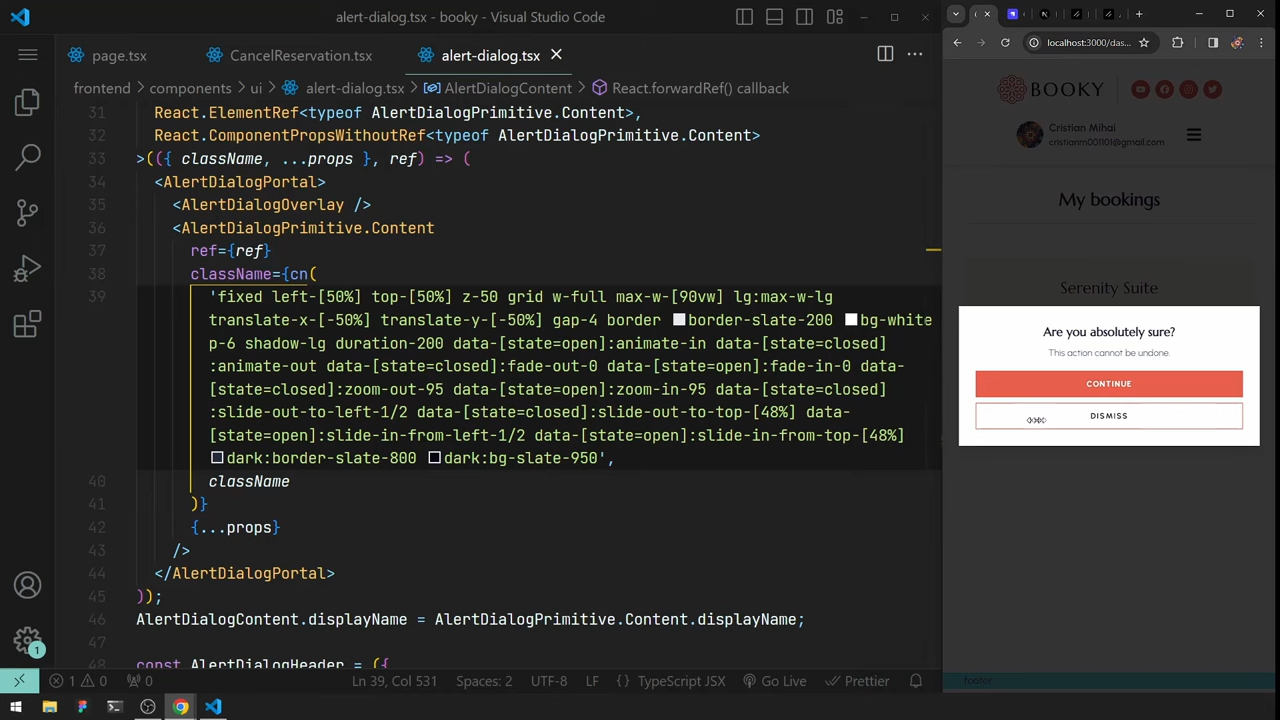 alert-dialog.tsx - booky - Visual Studio Code
page.tsx
CancelReservation.tsx
alert-dialog.tsx
frontend
components
ui
alert-dialog.tsx
AlertDialogContent
React.forwardRef() callback
31 React.ElementRef<typeof AlertDialogPrimitive.Content>,
32 React.ComponentPropsWithoutRef<typeof AlertDialogPrimitive.Content>
33 >(({ className, ...props }, ref) => (
34 <AlertDialogPortal>
35 <AlertDialogOverlay />
36 <AlertDialogPrimitive.Content
37 ref={ref}
38 className={cn(
39 'fixed left-[50%] top-[50%] z-50 grid w-full max-w-[90vw] lg:max-w-lg
translate-x-[-50%] translate-y-[-50%] gap-4 border border-slate-200 bg-white
p-6 shadow-lg duration-200 data-[state=open]:animate-in data-[state=closed]
:animate-out data-[state=closed]:fade-out-0 data-[state=open]:fade-in-0 data-
[state=closed]:zoom-out-95 data-[state=open]:zoom-in-95 data-[state=closed]
:slide-out-to-left-1/2 data-[state=closed]:slide-out-to-top-[48%] data-
[state=open]:slide-in-from-left-1/2 data-[state=open]:slide-in-from-top-[48%]
dark:border-slate-800 dark:bg-slate-950',
40 className
41 )}
42 {...props}
43 />
44 </AlertDialogPortal>
45 ));
46 AlertDialogContent.displayName = AlertDialogPrimitive.Content.displayName;
47
48 const AlertDialogHeader = ({
1
1 0
0
Ln 39, Col 531
Spaces: 2
UTF-8
LF
{} TypeScript JSX
Go Live
Prettier
localhost:3000/das...
BOOKY
Cristian Mihai
cristianm001101@gmail.com
My bookings
Serenity Suite
Are you absolutely sure?
This action cannot be undone.
CONTINUE
DISMISS
footer